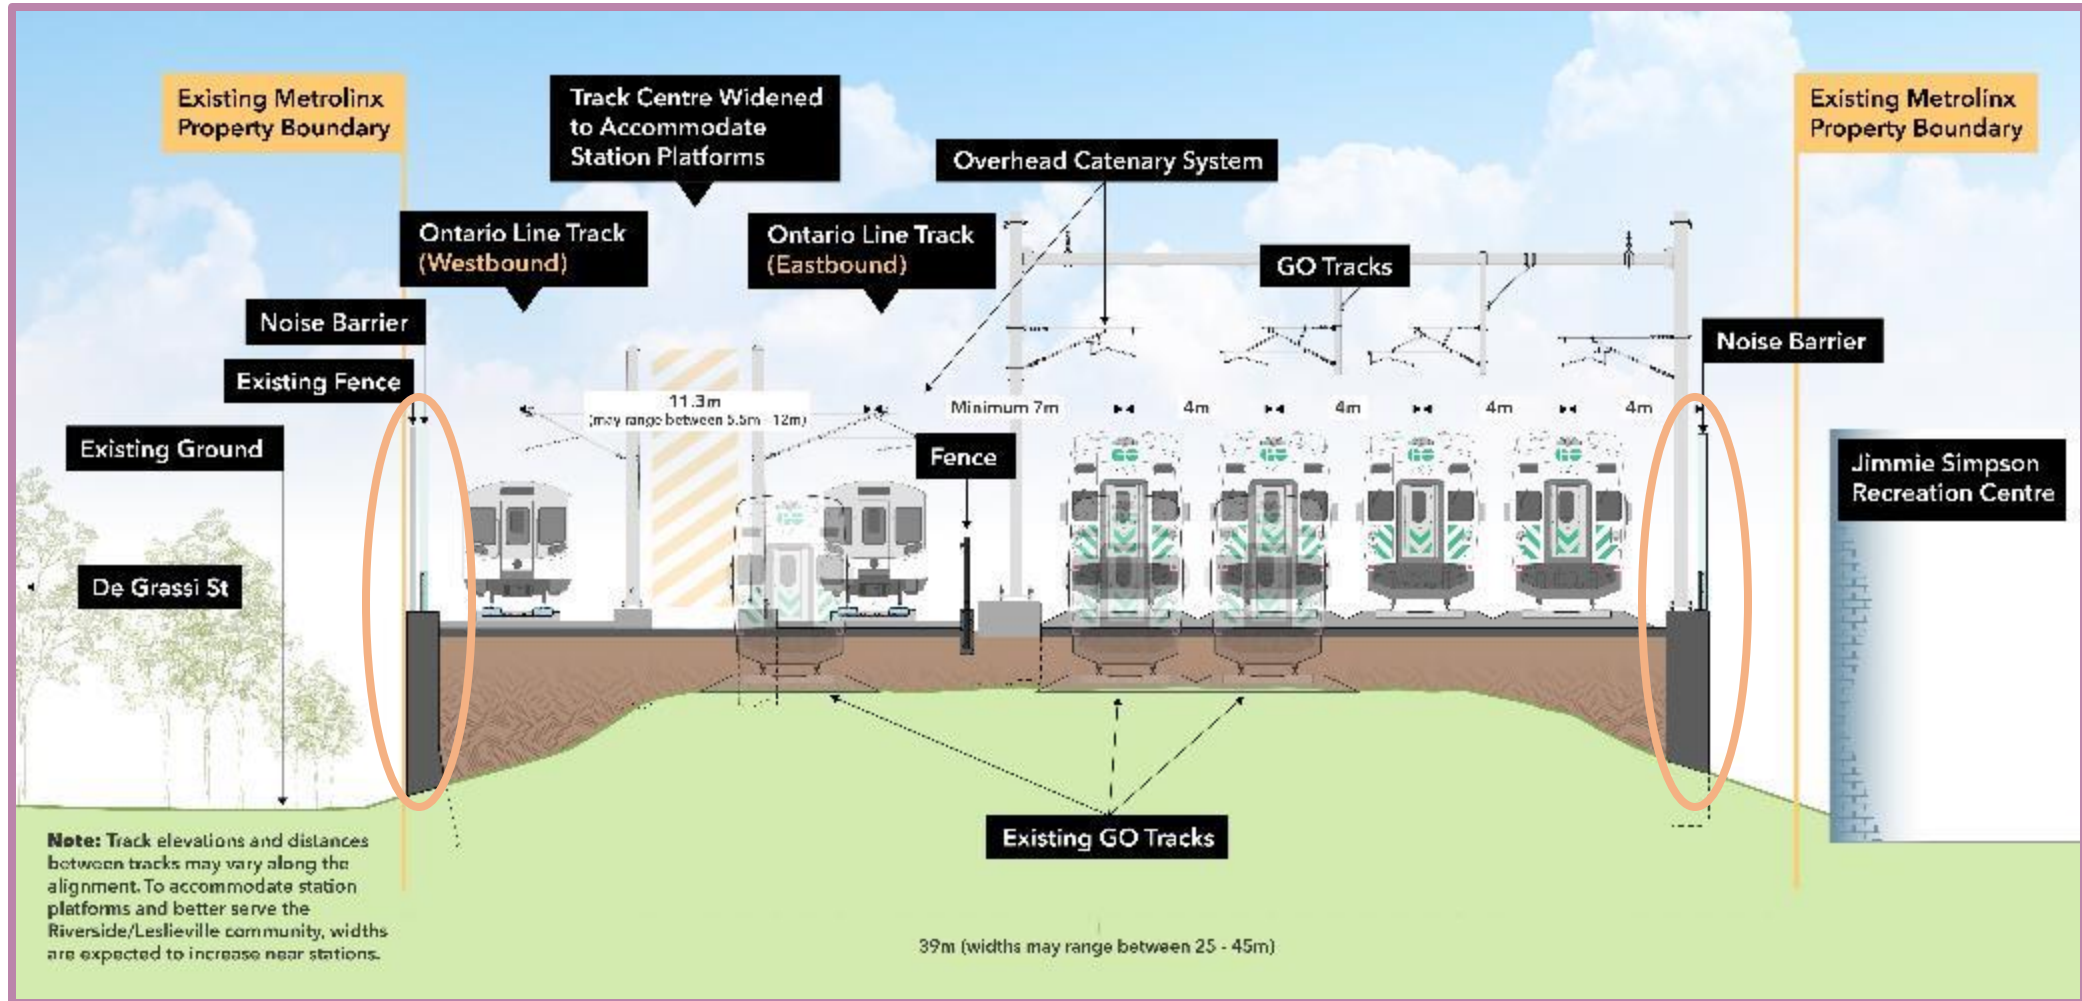 Existing Metrolinx
Property Boundary
Track Centre Widened
to Accommodate
Station Platforms
Overhead Catenary System
Existing Metrolinx
Property Boundary
Ontario Line Track
(Westbound)
Ontario Line Track
(Eastbound)
GO Tracks
Noise Barrier
Noise Barrier
Existing Fence
11.3m
(may range between 5.5m - 12m)
Minimum 7m
4m
4m
4m
4m
Existing Ground
Fence
Jimmie Simpson
Recreation Centre
GO
GO
GO
GO
GO
De Grassi St
Existing GO Tracks
Note: Track elevations and distances
between tracks may vary along the
alignment. To accommodate station
platforms and better serve the
Riverside/Leslieville community, widths
are expected to increase near stations.
39m (widths may range between 25 - 45m)